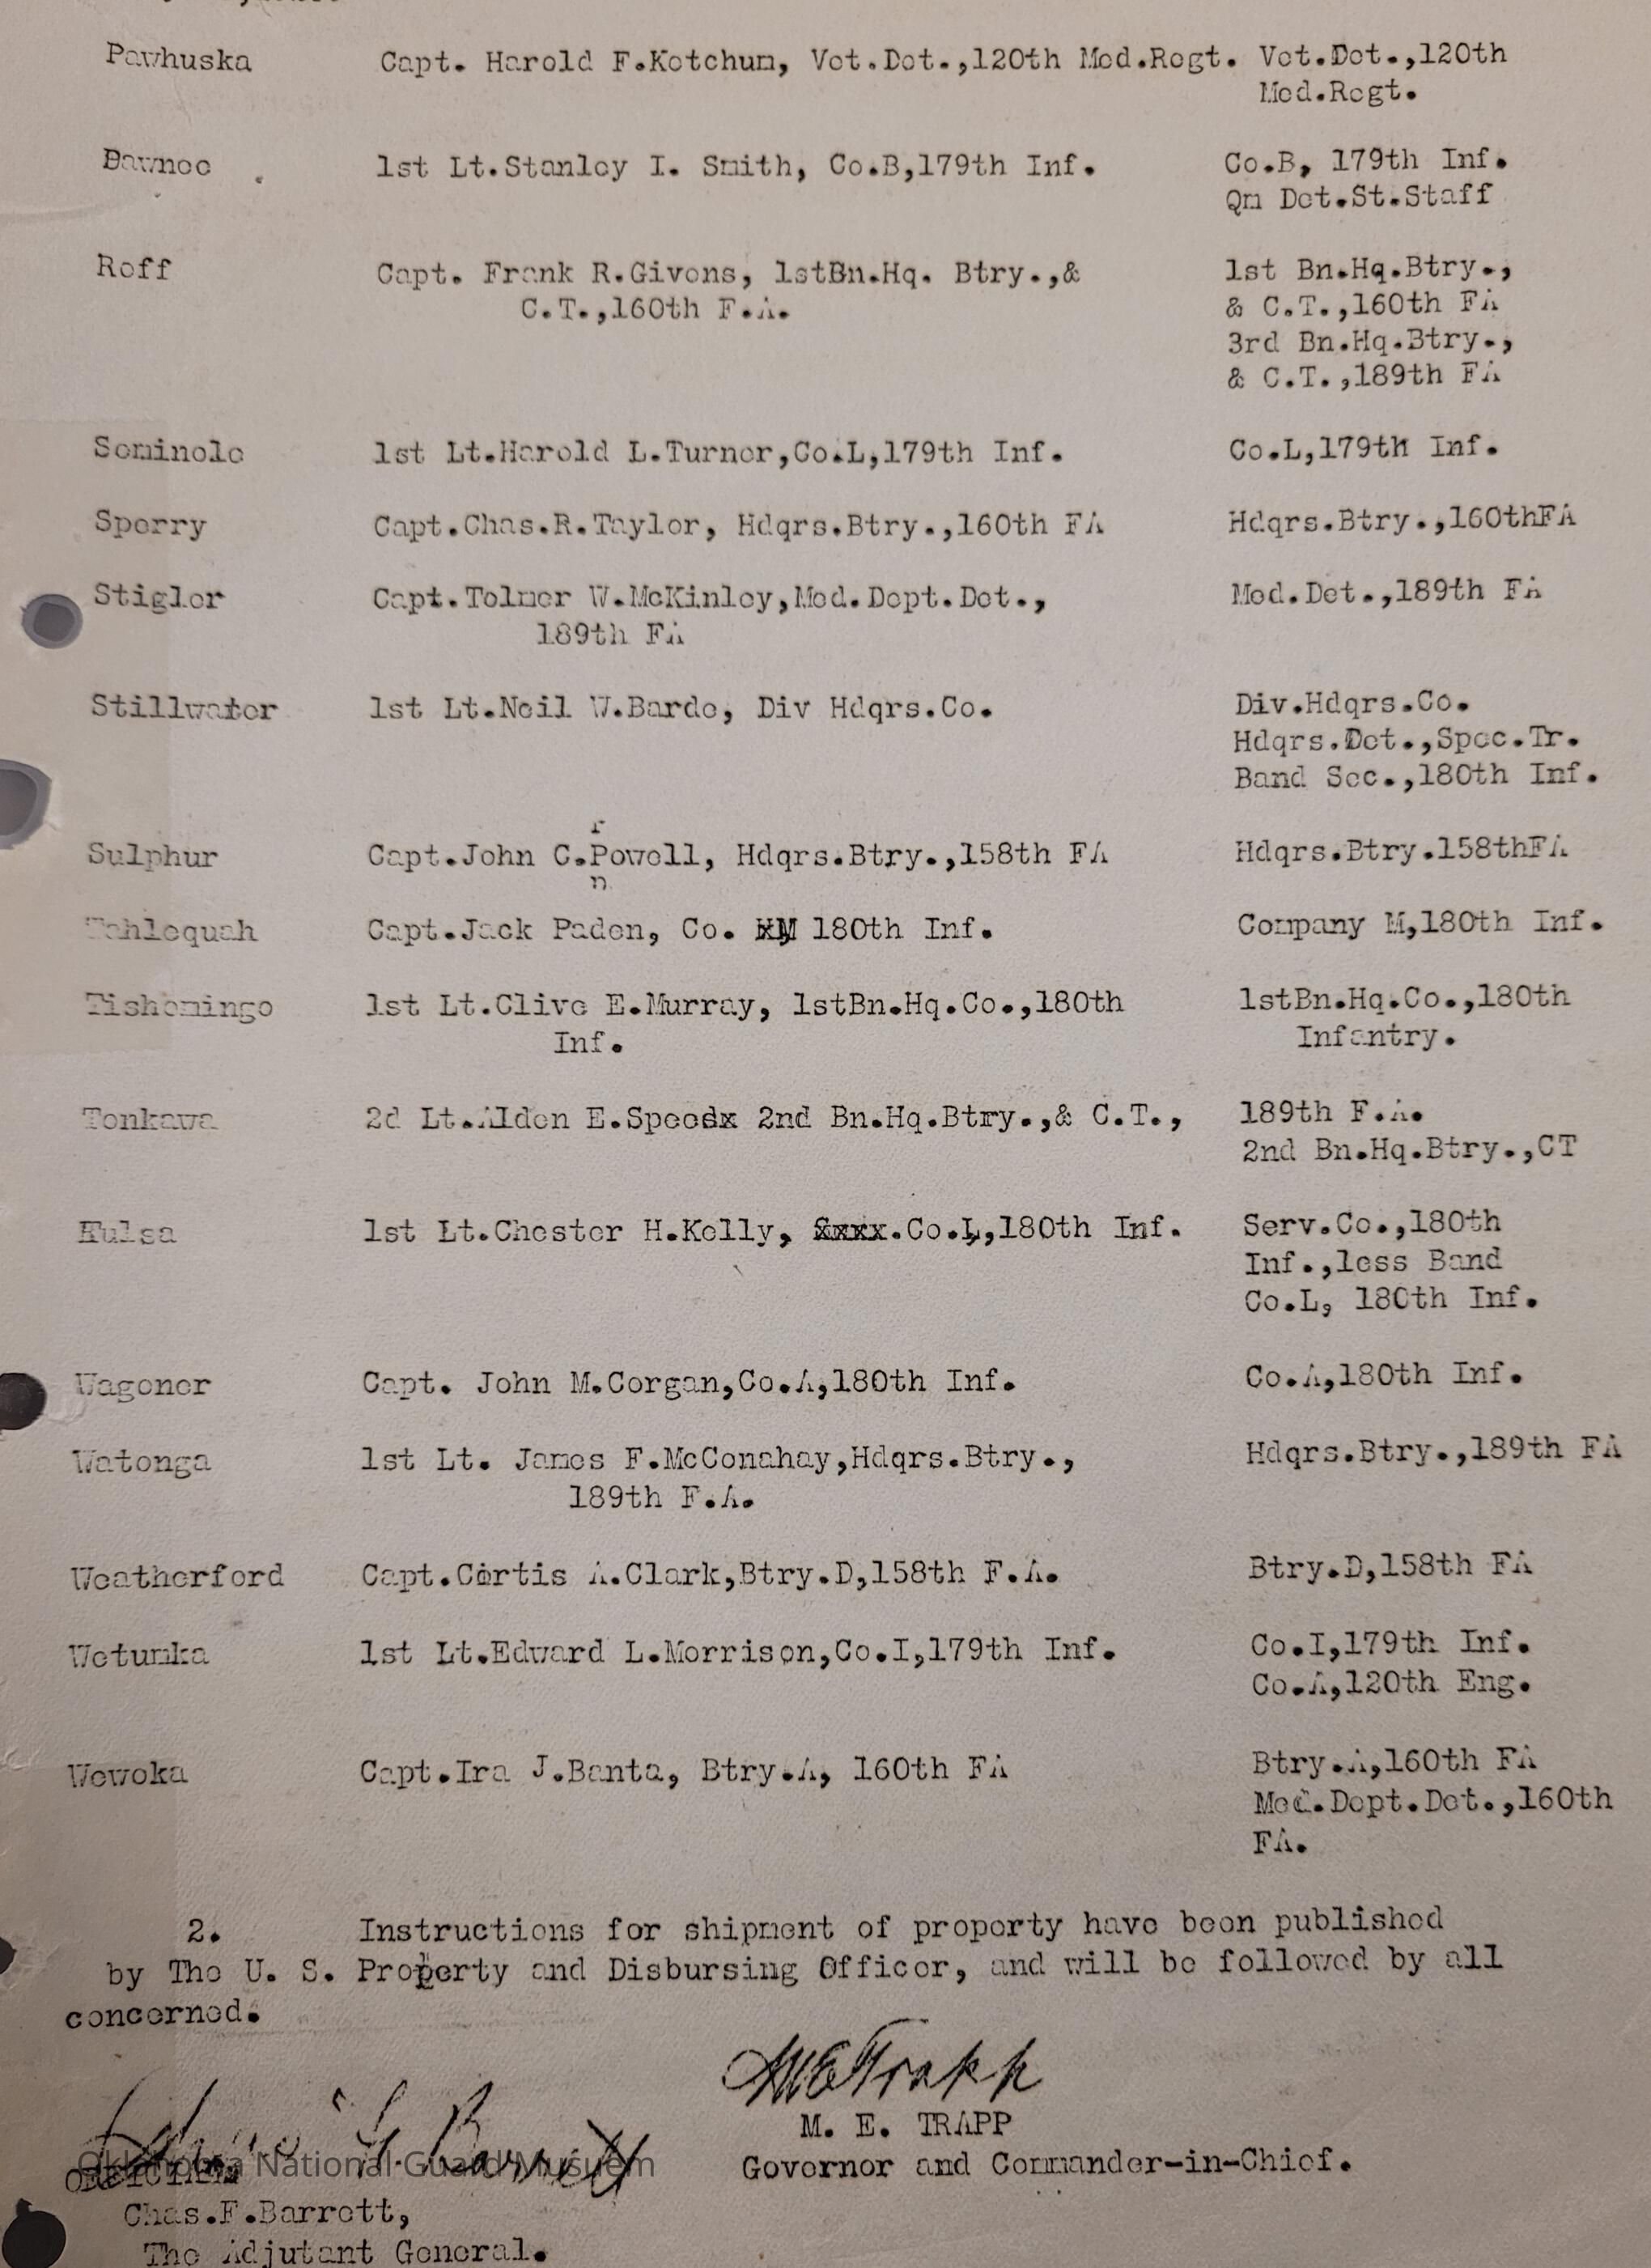 Pawhuska Capt. Harold F.Ketchum, Vet.Det.,120th Med.Regt. Vet.Det.,120th
Med.Regt.
Pawnee 1st Lt.Stanley I. Smith, Co.B,179th Inf. Co.B, 179th Inf.
Qm Det.St.Staff
Roff Capt. Frank R.Givens, 1stBn.Hq. Btry.,& 1st Bn.Hq.Btry.,
C.T.,160th F.A. & C.T.,160th FA
3rd Bn.Hq.Btry.,
& C.T.,189th FA
Seminole 1st Lt.Harold L.Turner,Co.L,179th Inf. Co.L,179th Inf.
Sperry Capt.Chas.R.Taylor, Hdqrs.Btry.,160th FA Hdqrs.Btry.,160thFA
Stigler Capt.Tolmer W.McKinley,Med.Dept.Det., Med.Det.,189th FA
189th FA
Stillwater 1st Lt.Neil W.Barde, Div Hdqrs.Co. Div.Hdqrs.Co.
Hdqrs.Det.,Spec.Tr.
Band Sec.,180th Inf.
Sulphur Capt.John C.Powell, Hdqrs.Btry.,158th FA Hdqrs.Btry.158thFA
Tahlequah Capt.Jack Paden, Co. M, 180th Inf. Company M,180th Inf.
Tishomingo 1st Lt.Clive E.Murray, 1stBn.Hq.Co.,180th 1stBn.Hq.Co.,180th
Inf. Infantry.
Tonkawa 2d Lt.Alden E.Speedx 2nd Bn.Hq.Btry.,& C.T., 189th F.A.
2nd Bn.Hq.Btry.,CT
Tulsa 1st Lt.Chester H.Kelly, xxxx.Co.L,180th Inf. Serv.Co.,180th
Inf.,less Band
Co.L, 180th Inf.
Wagoner Capt. John M.Corgan,Co.A,180th Inf. Co.A,180th Inf.
Watonga 1st Lt. James F.McConahay,Hdqrs.Btry., Hdqrs.Btry.,189th FA
189th F.A.
Weatherford Capt.Curtis A.Clark,Btry.D,158th F.A. Btry.D,158th FA
Wetumka 1st Lt.Edward L.Morrison,Co.I,179th Inf. Co.I,179th Inf.
Co.A,120th Eng.
Wewoka Capt.Ira J.Banta, Btry.A, 160th FA Btry.A,160th FA
Med.Dept.Det.,160th
FA.
2. Instructions for shipment of property have been published
by The U. S. Property and Disbursing Officer, and will be followed by all
concerned.
M E Trapp
M. E. TRAPP
Governor and Commander-in-Chief.
Oklahoma National Guard Musuem
OFFICIAL:
Chas.F.Barrett,
The Adjutant General.